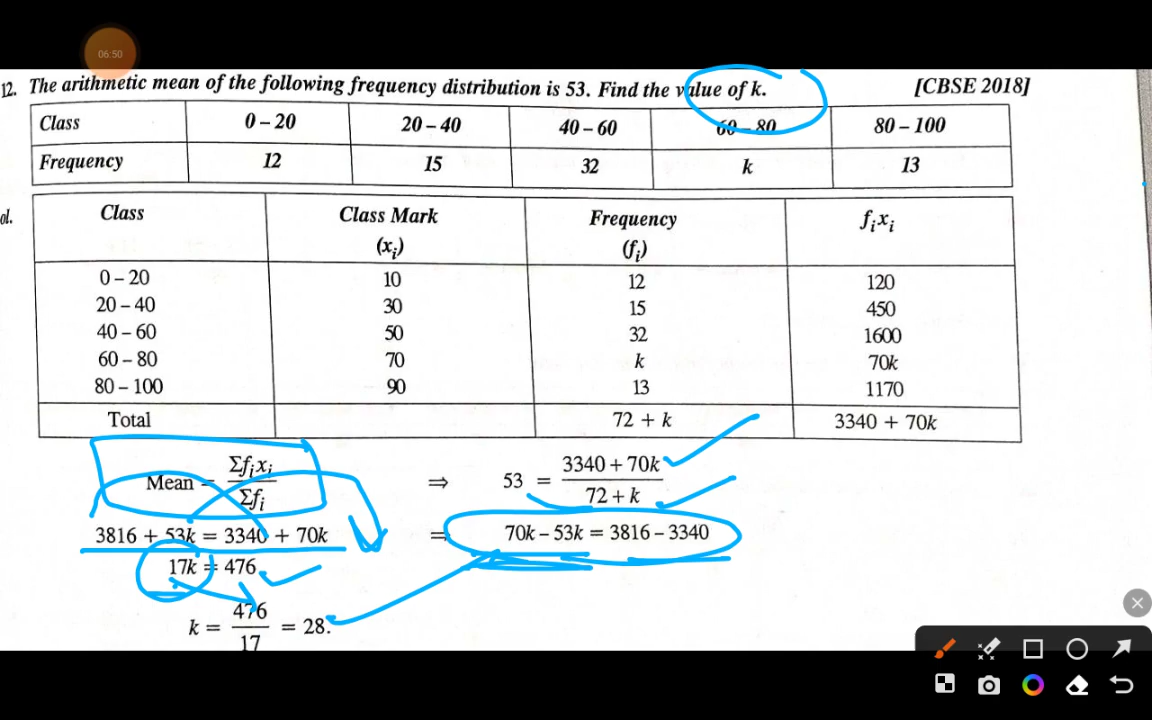 06:50
12. The arithmetic mean of the following frequency distribution is 53. Find the value of k. [CBSE 2018]
Class 0 – 20 20 – 40 40 – 60 60 – 80 80 – 100
Frequency 12 15 32 k 13
ol. Class Class Mark (xᵢ) Frequency (fᵢ) fᵢxᵢ
0 – 20 10 12 120
20 – 40 30 15 450
40 – 60 50 32 1600
60 – 80 70 k 70k
80 – 100 90 13 1170
Total 72 + k 3340 + 70k
Mean = Σfᵢxᵢ / Σfᵢ ⇒ 53 = 3340 + 70k / 72 + k
3816 + 53k = 3340 + 70k ⇒ 70k – 53k = 3816 – 3340
17k = 476
k = 476 / 17 = 28.